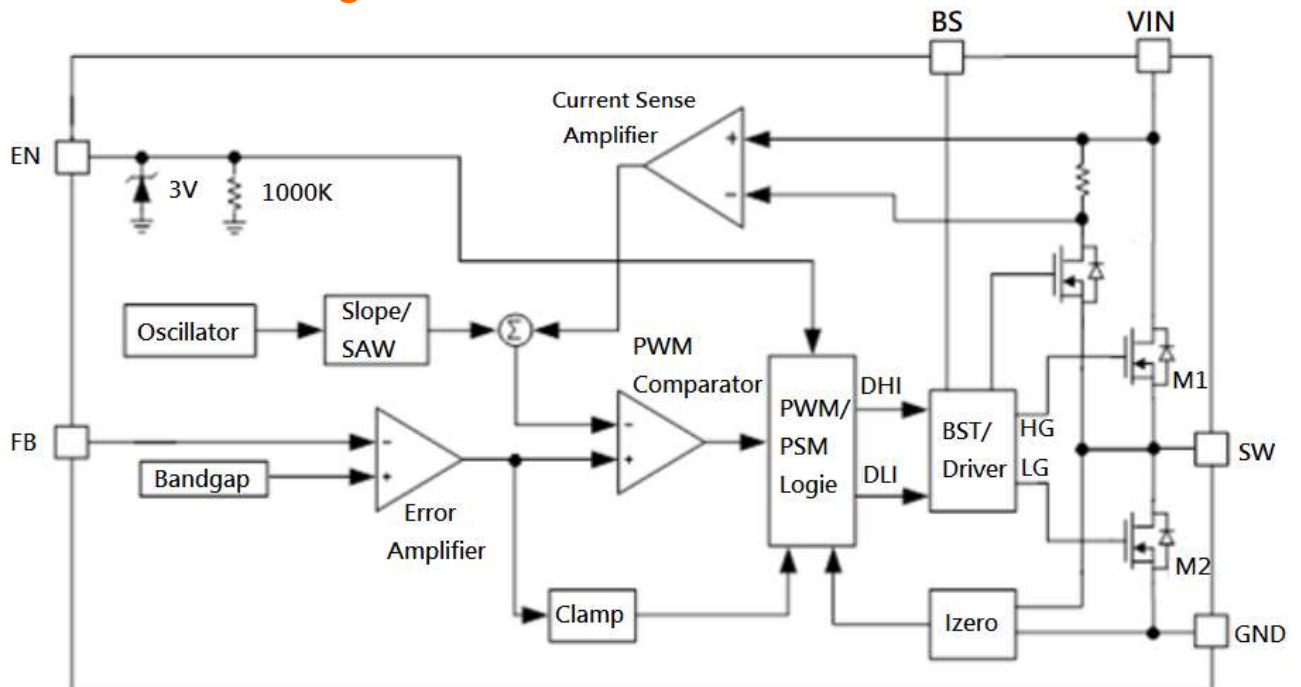 BS
VIN
Current Sense
Amplifier
+
-
EN
3V
1000K
Oscillator
Slope/
SAW
Σ
PWM
Comparator
M1
FB
Bandgap
-
+
-
+
PWM/
PSM
Logie
DHI
DLI
BST/
Driver
HG
LG
SW
Error
Amplifier
M2
Clamp
Izero
GND